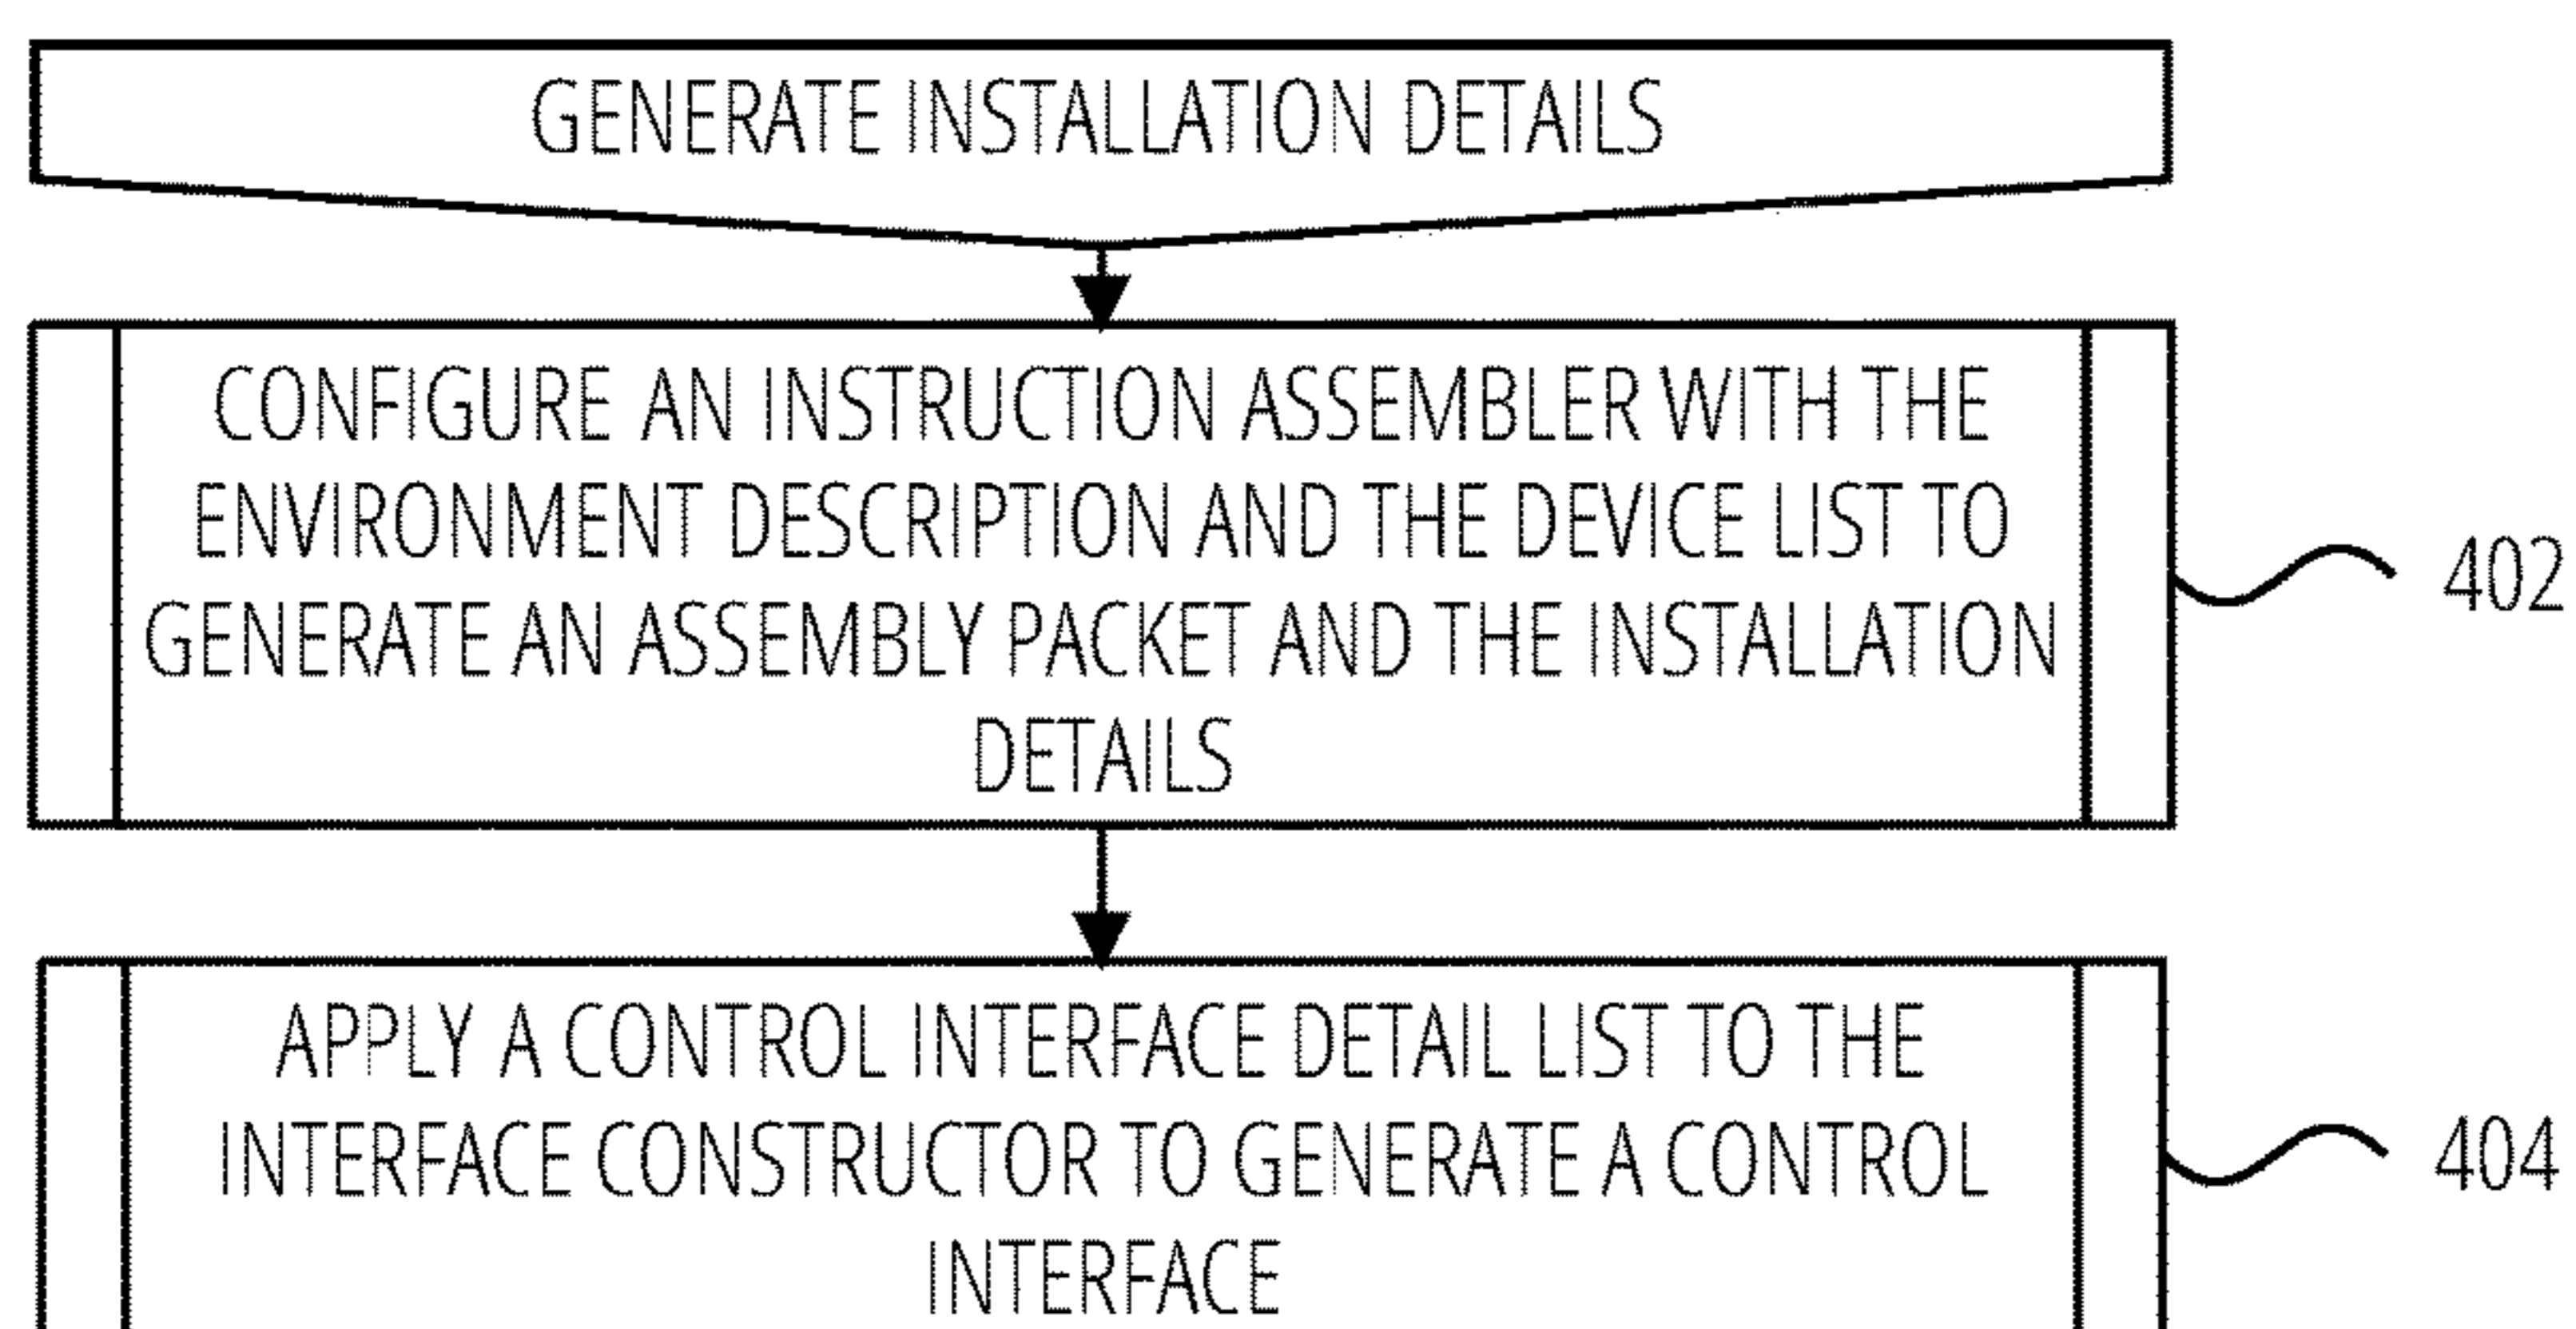 GENERATE INSTALLATION DETAILS
CONFIGURE AN INSTRUCTION ASSEMBLER WITH THE
ENVIRONMENT DESCRIPTION AND THE DEVICE LIST TO
GENERATE AN ASSEMBLY PACKET AND THE INSTALLATION
DETAILS
402
APPLY A CONTROL INTERFACE DETAIL LIST TO THE
INTERFACE CONSTRUCTOR TO GENERATE A CONTROL
INTERFACE
404